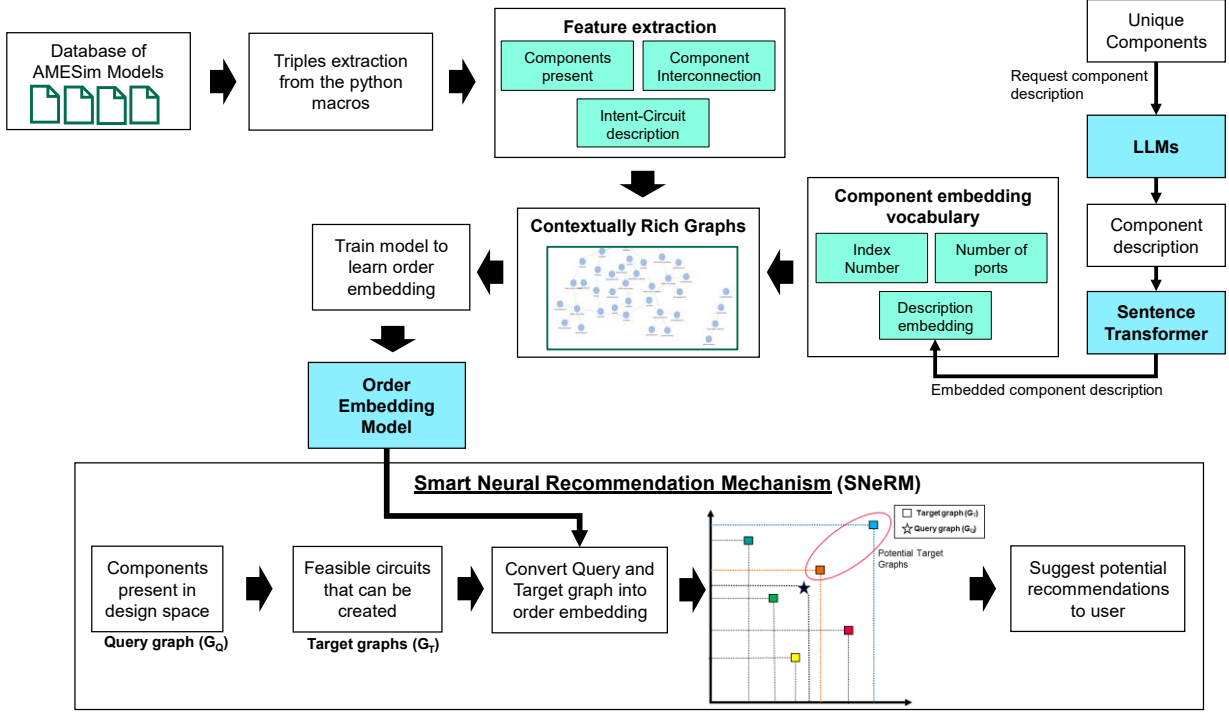 Database of
AMESim Models
Triples extraction
from the python
macros
Feature extraction
Components
present
Component
Interconnection
Intent-Circuit
description
Unique
Components
Request component
description
LLMs
Component
description
Sentence
Transformer
Embedded component description
Component embedding
vocabulary
Index
Number
Number of
ports
Description
embedding
Contextually Rich Graphs
Train model to
learn order
embedding
Order
Embedding
Model
Smart Neural Recommendation Mechanism (SNeRM)
Components
present in
design space
Query graph (G_Q)
Feasible circuits
that can be
created
Target graphs (G_T)
Convert Query and
Target graph into
order embedding
Target graph (G_T)
Query graph (G_Q)
Potential Target
Graphs
Suggest potential
recommendations
to user